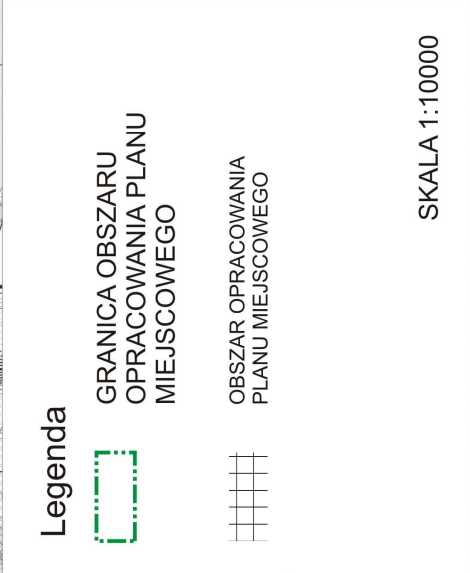 Legenda
GRANICA OBSZARU
OPRACOWANIA PLANU
MIEJSCOWEGO
OBSZAR OPRACOWANIA
PLANU MIEJSCOWEGO
SKALA 1:10000